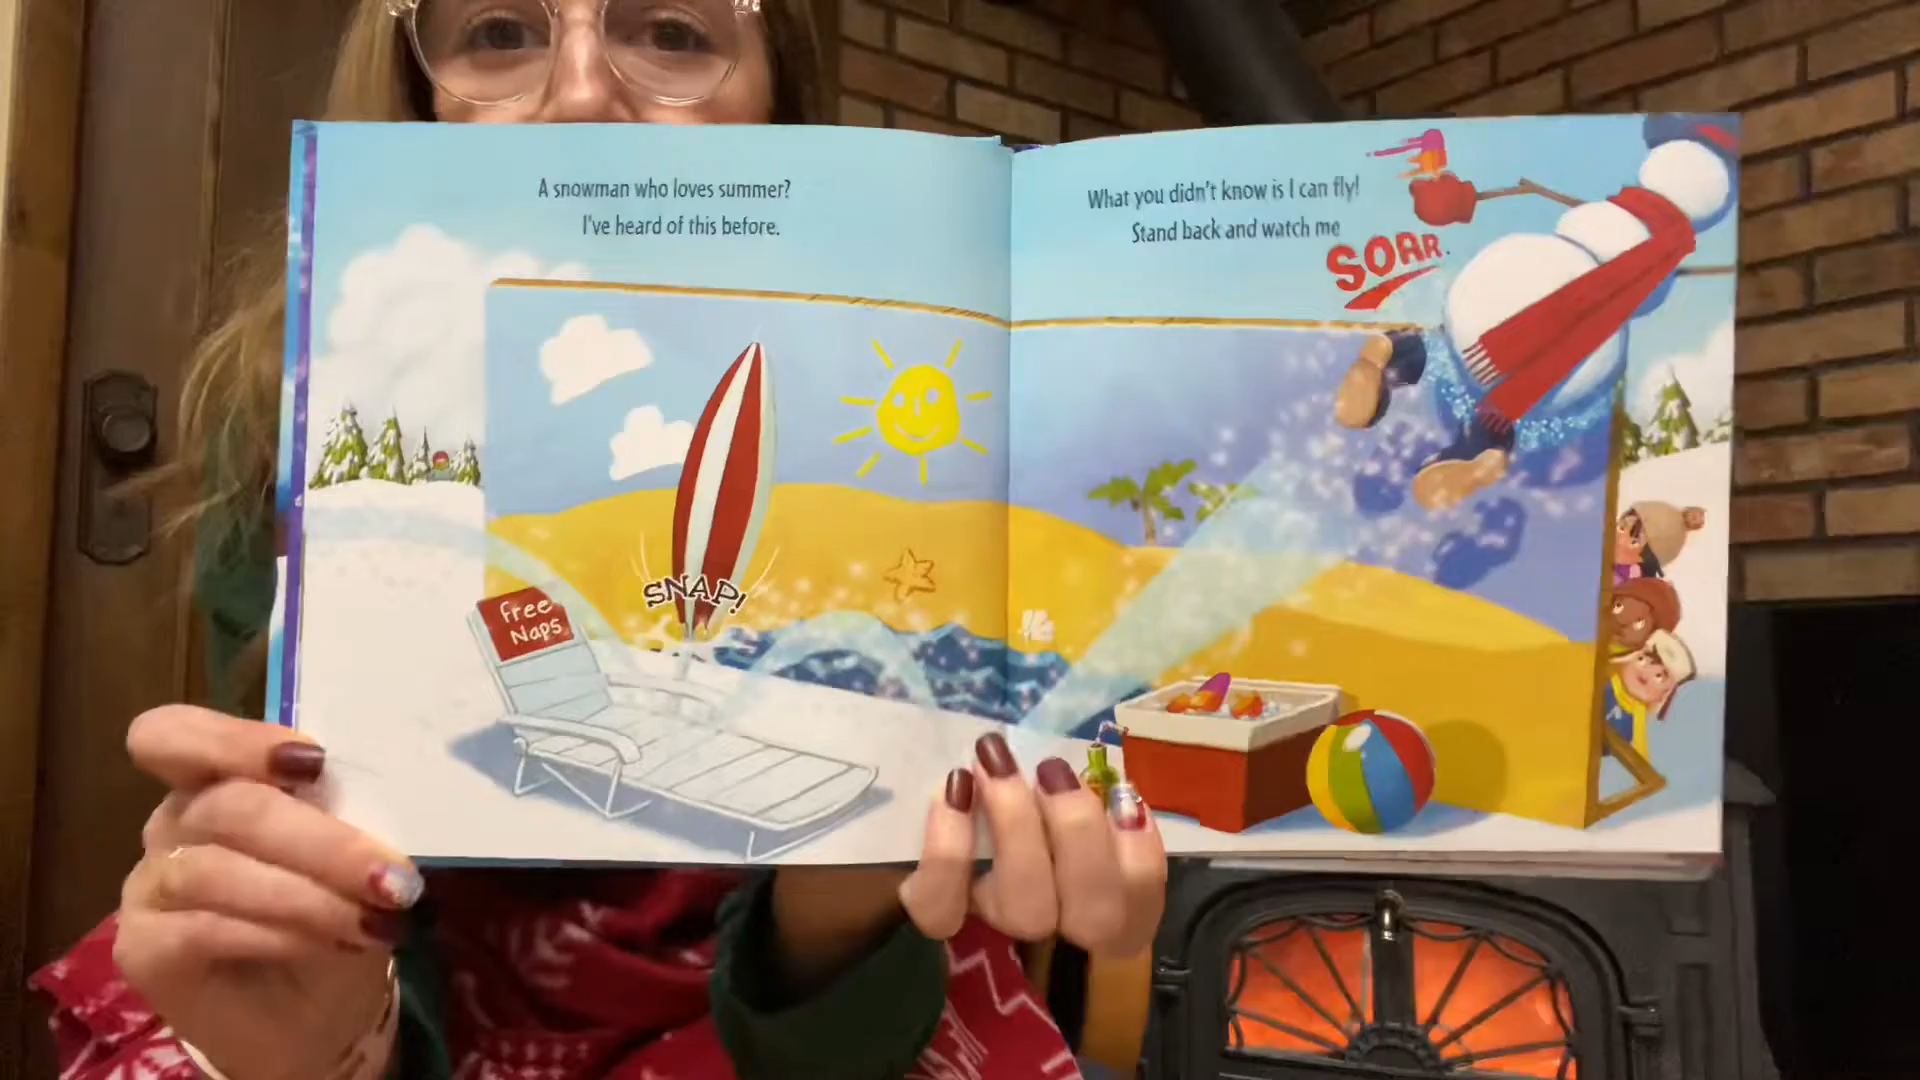 A snowman who loves summer?
I've heard of this before.
free
Naps
SNAP!
What you didn't know is I can fly!
Stand back and watch me
SOAR.